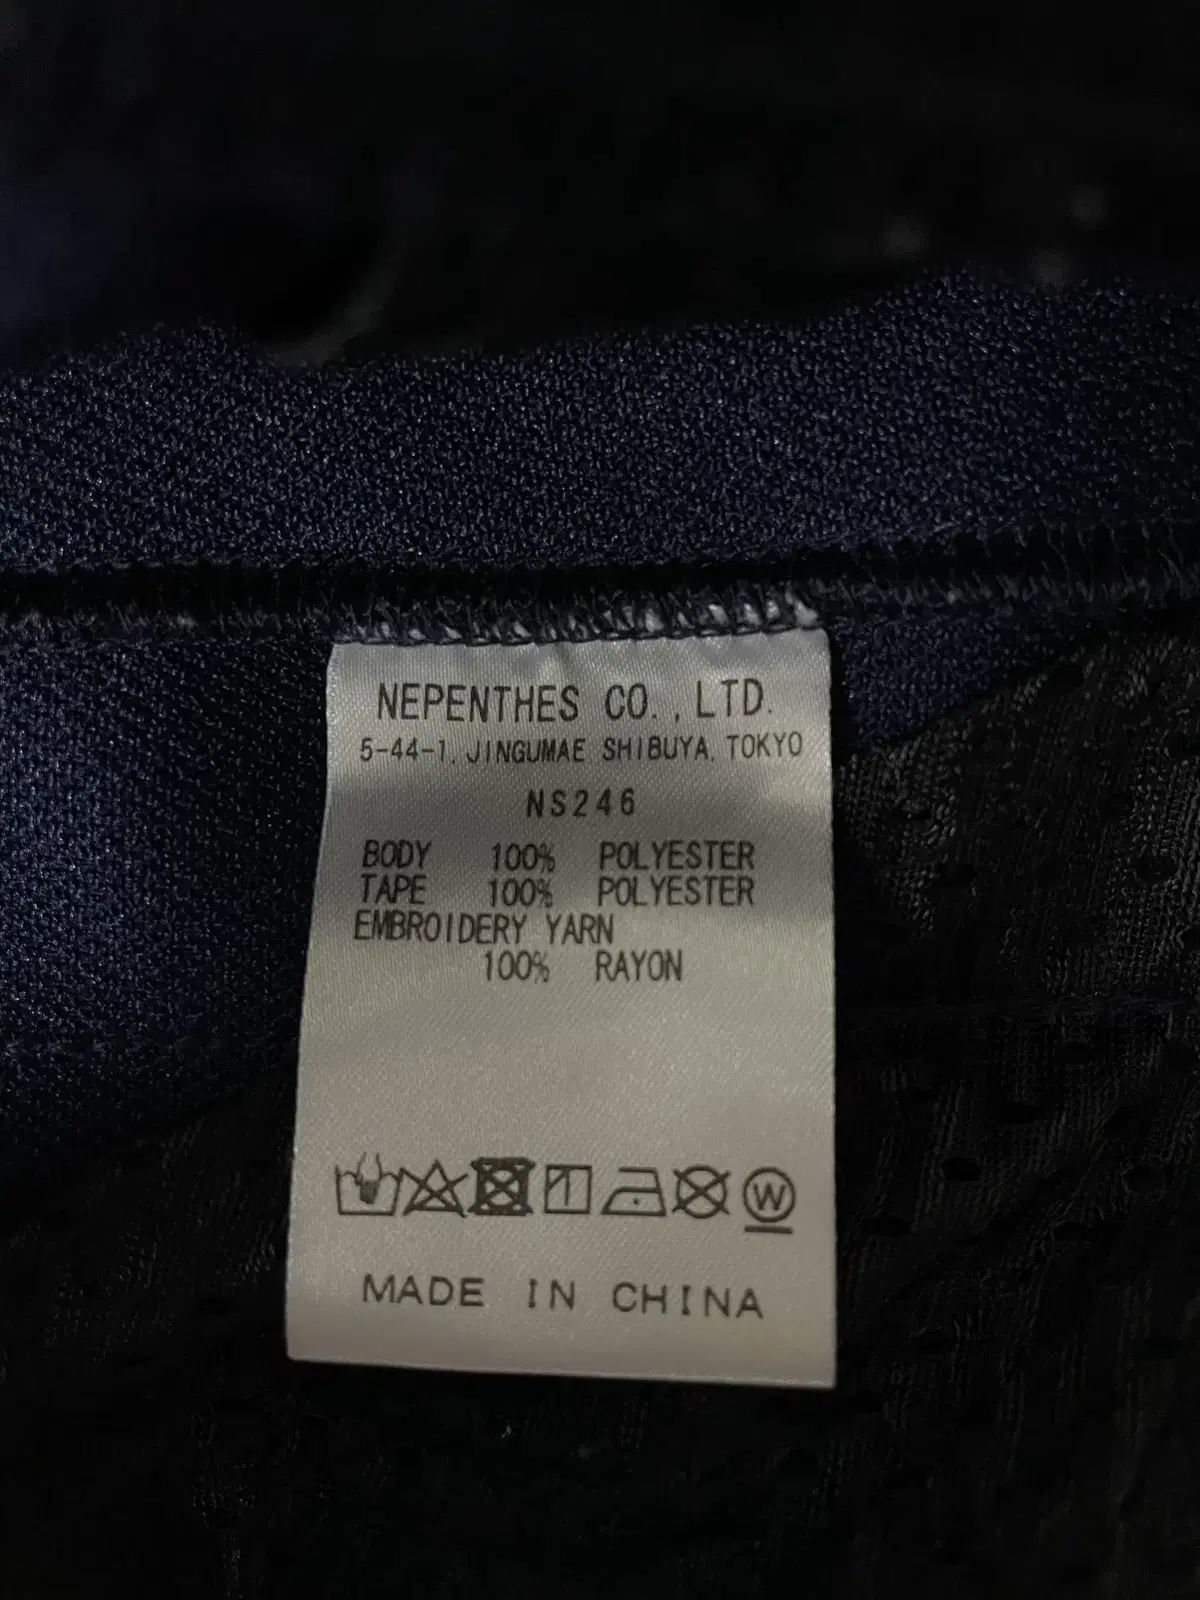 NEPENTHES CO.,LTD.
5-44-1, JINGUMAE SHIBUYA, TOKYO
NS246
BODY 100% POLYESTER
TAPE 100% POLYESTER
EMBROIDERY YARN
100% RAYON
W
MADE IN CHINA